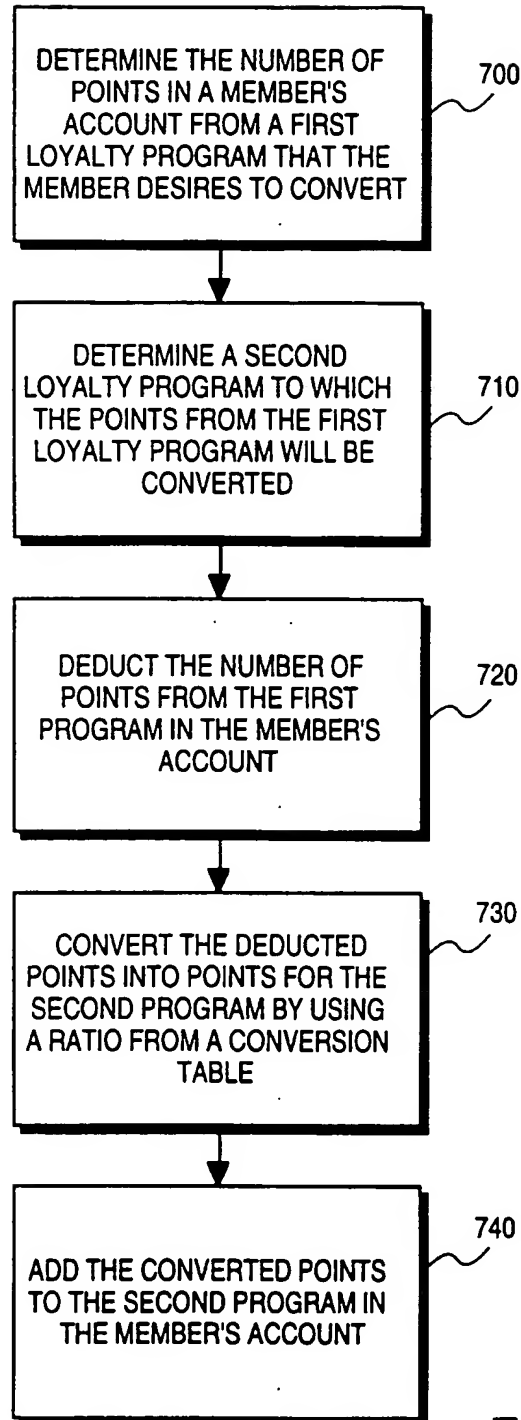 DETERMINE THE NUMBER OF
POINTS IN A MEMBER'S
ACCOUNT FROM A FIRST
LOYALTY PROGRAM THAT THE
MEMBER DESIRES TO CONVERT
700
DETERMINE A SECOND
LOYALTY PROGRAM TO WHICH
THE POINTS FROM THE FIRST
LOYALTY PROGRAM WILL BE
CONVERTED
710
DEDUCT THE NUMBER OF
POINTS FROM THE FIRST
PROGRAM IN THE MEMBER'S
ACCOUNT
720
CONVERT THE DEDUCTED
POINTS INTO POINTS FOR THE
SECOND PROGRAM BY USING
A RATIO FROM A CONVERSION
TABLE
730
ADD THE CONVERTED POINTS
TO THE SECOND PROGRAM IN
THE MEMBER'S ACCOUNT
740